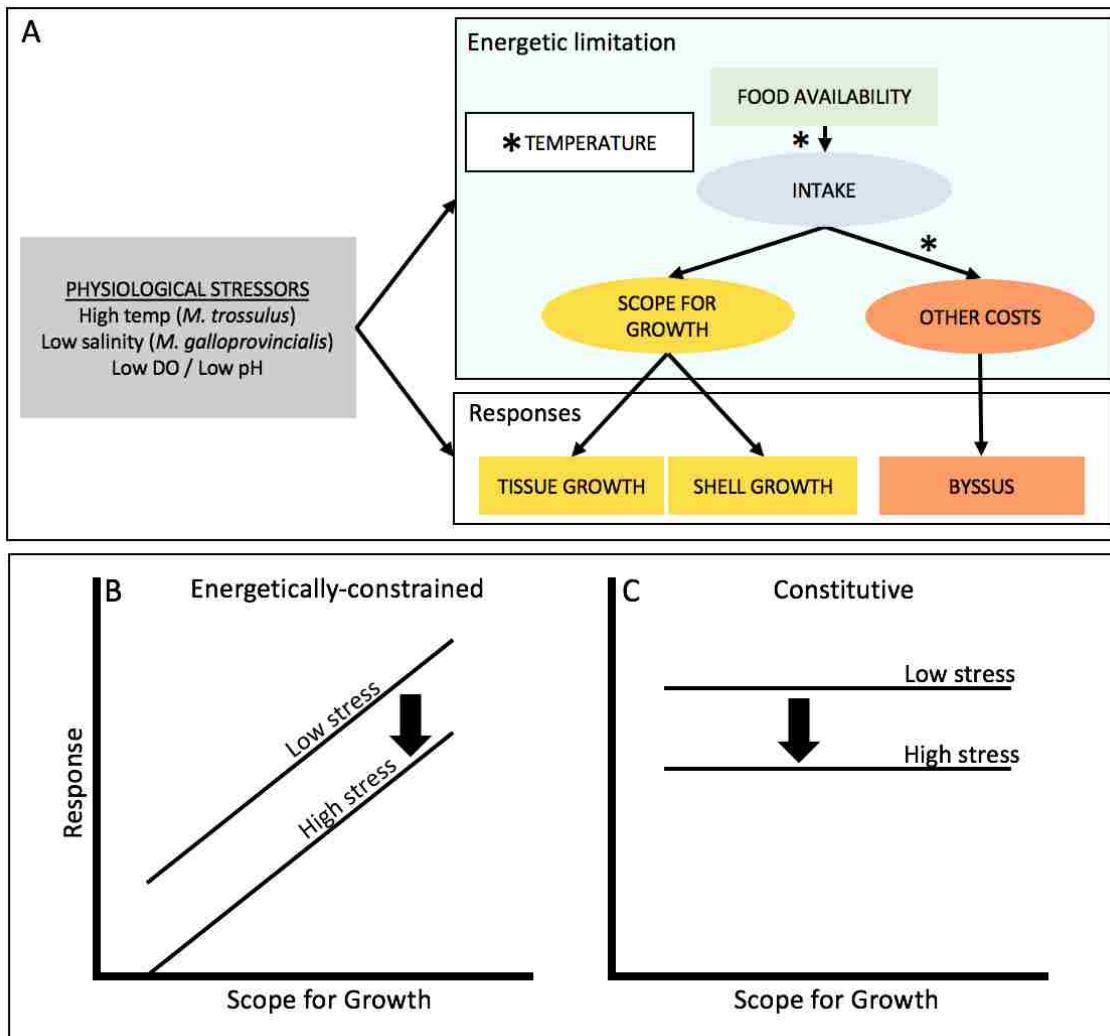 A
Energetic limitation
FOOD AVAILABILITY
* TEMPERATURE
*
INTAKE
*
PHYSIOLOGICAL STRESSORS
High temp (M. trossulus)
Low salinity (M. galloprovincialis)
Low DO / Low pH
SCOPE FOR
GROWTH
OTHER COSTS
Responses
TISSUE GROWTH
SHELL GROWTH
BYSSUS
B
Energetically-constrained
Low stress
High stress
Response
Scope for Growth
C
Constitutive
Low stress
High stress
Scope for Growth